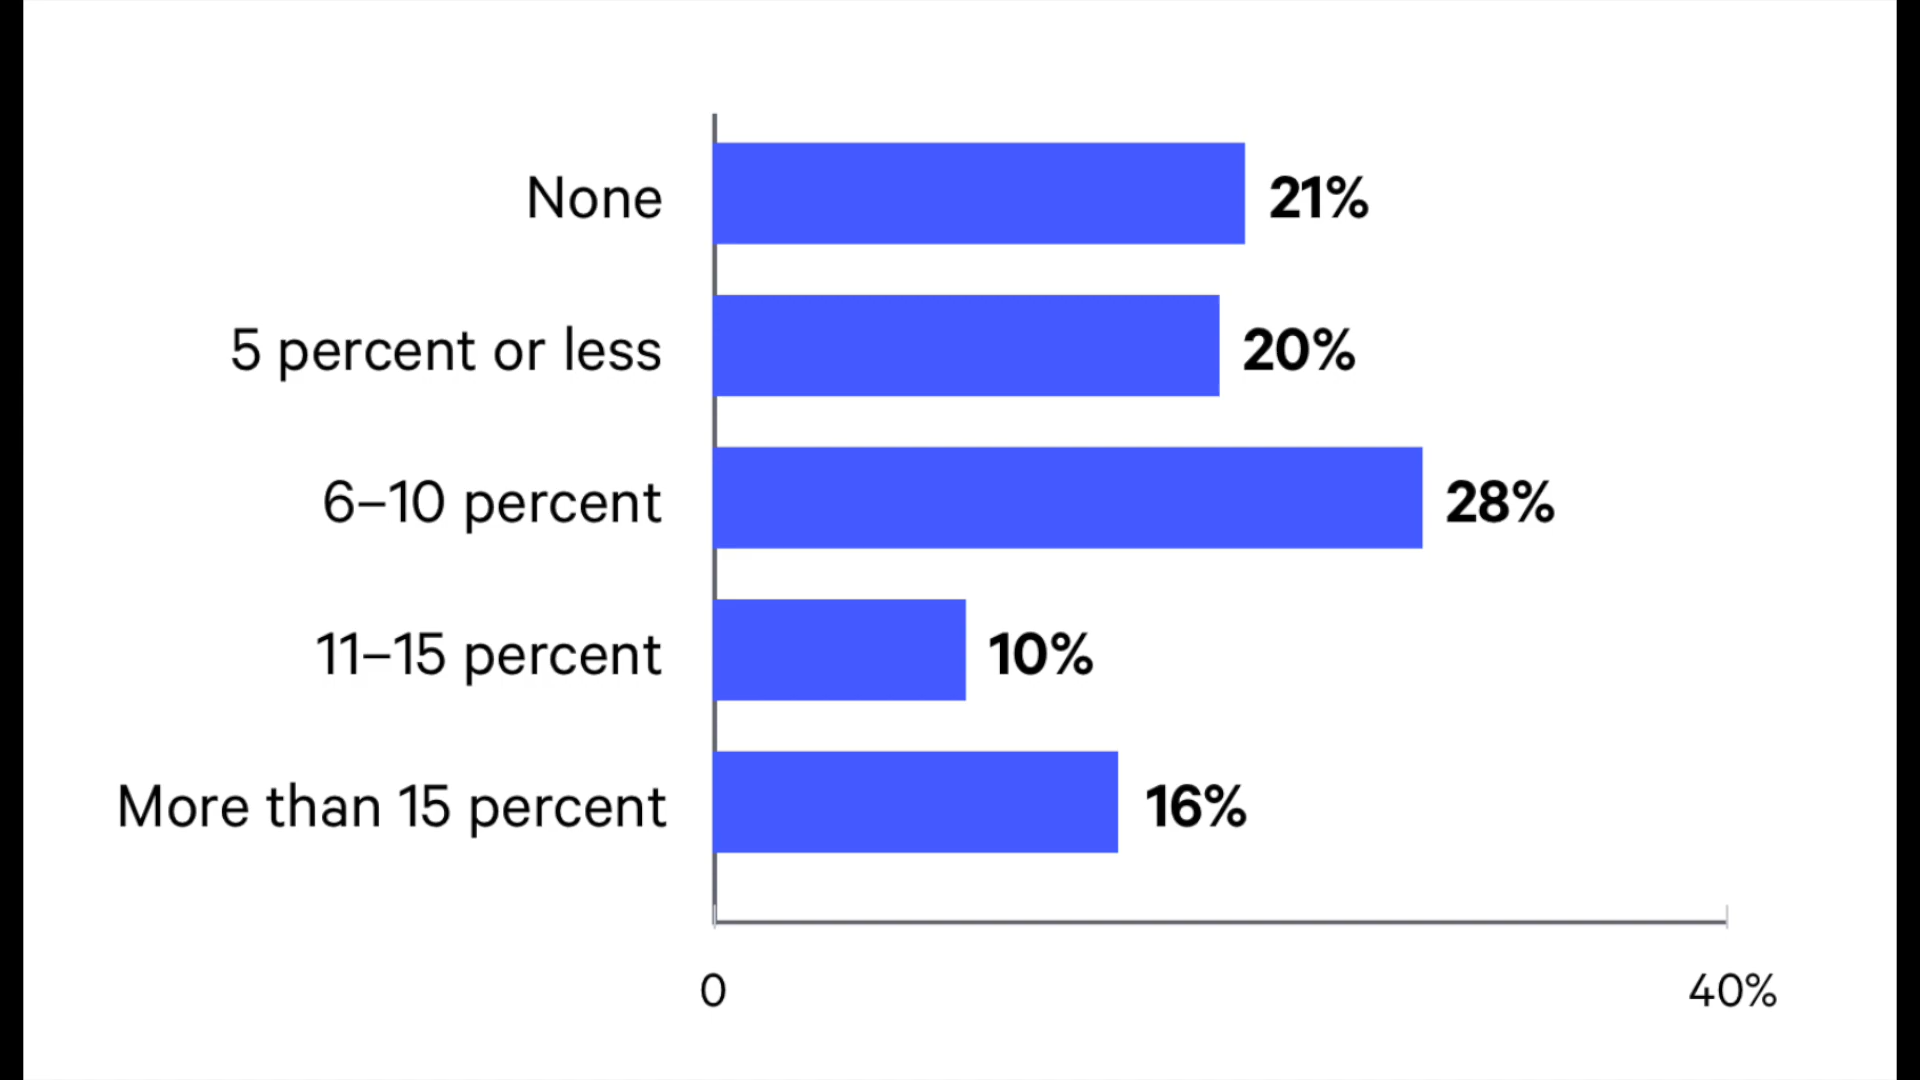 None 21%
5 percent or less 20%
6–10 percent 28%
11–15 percent 10%
More than 15 percent 16%
0 40%